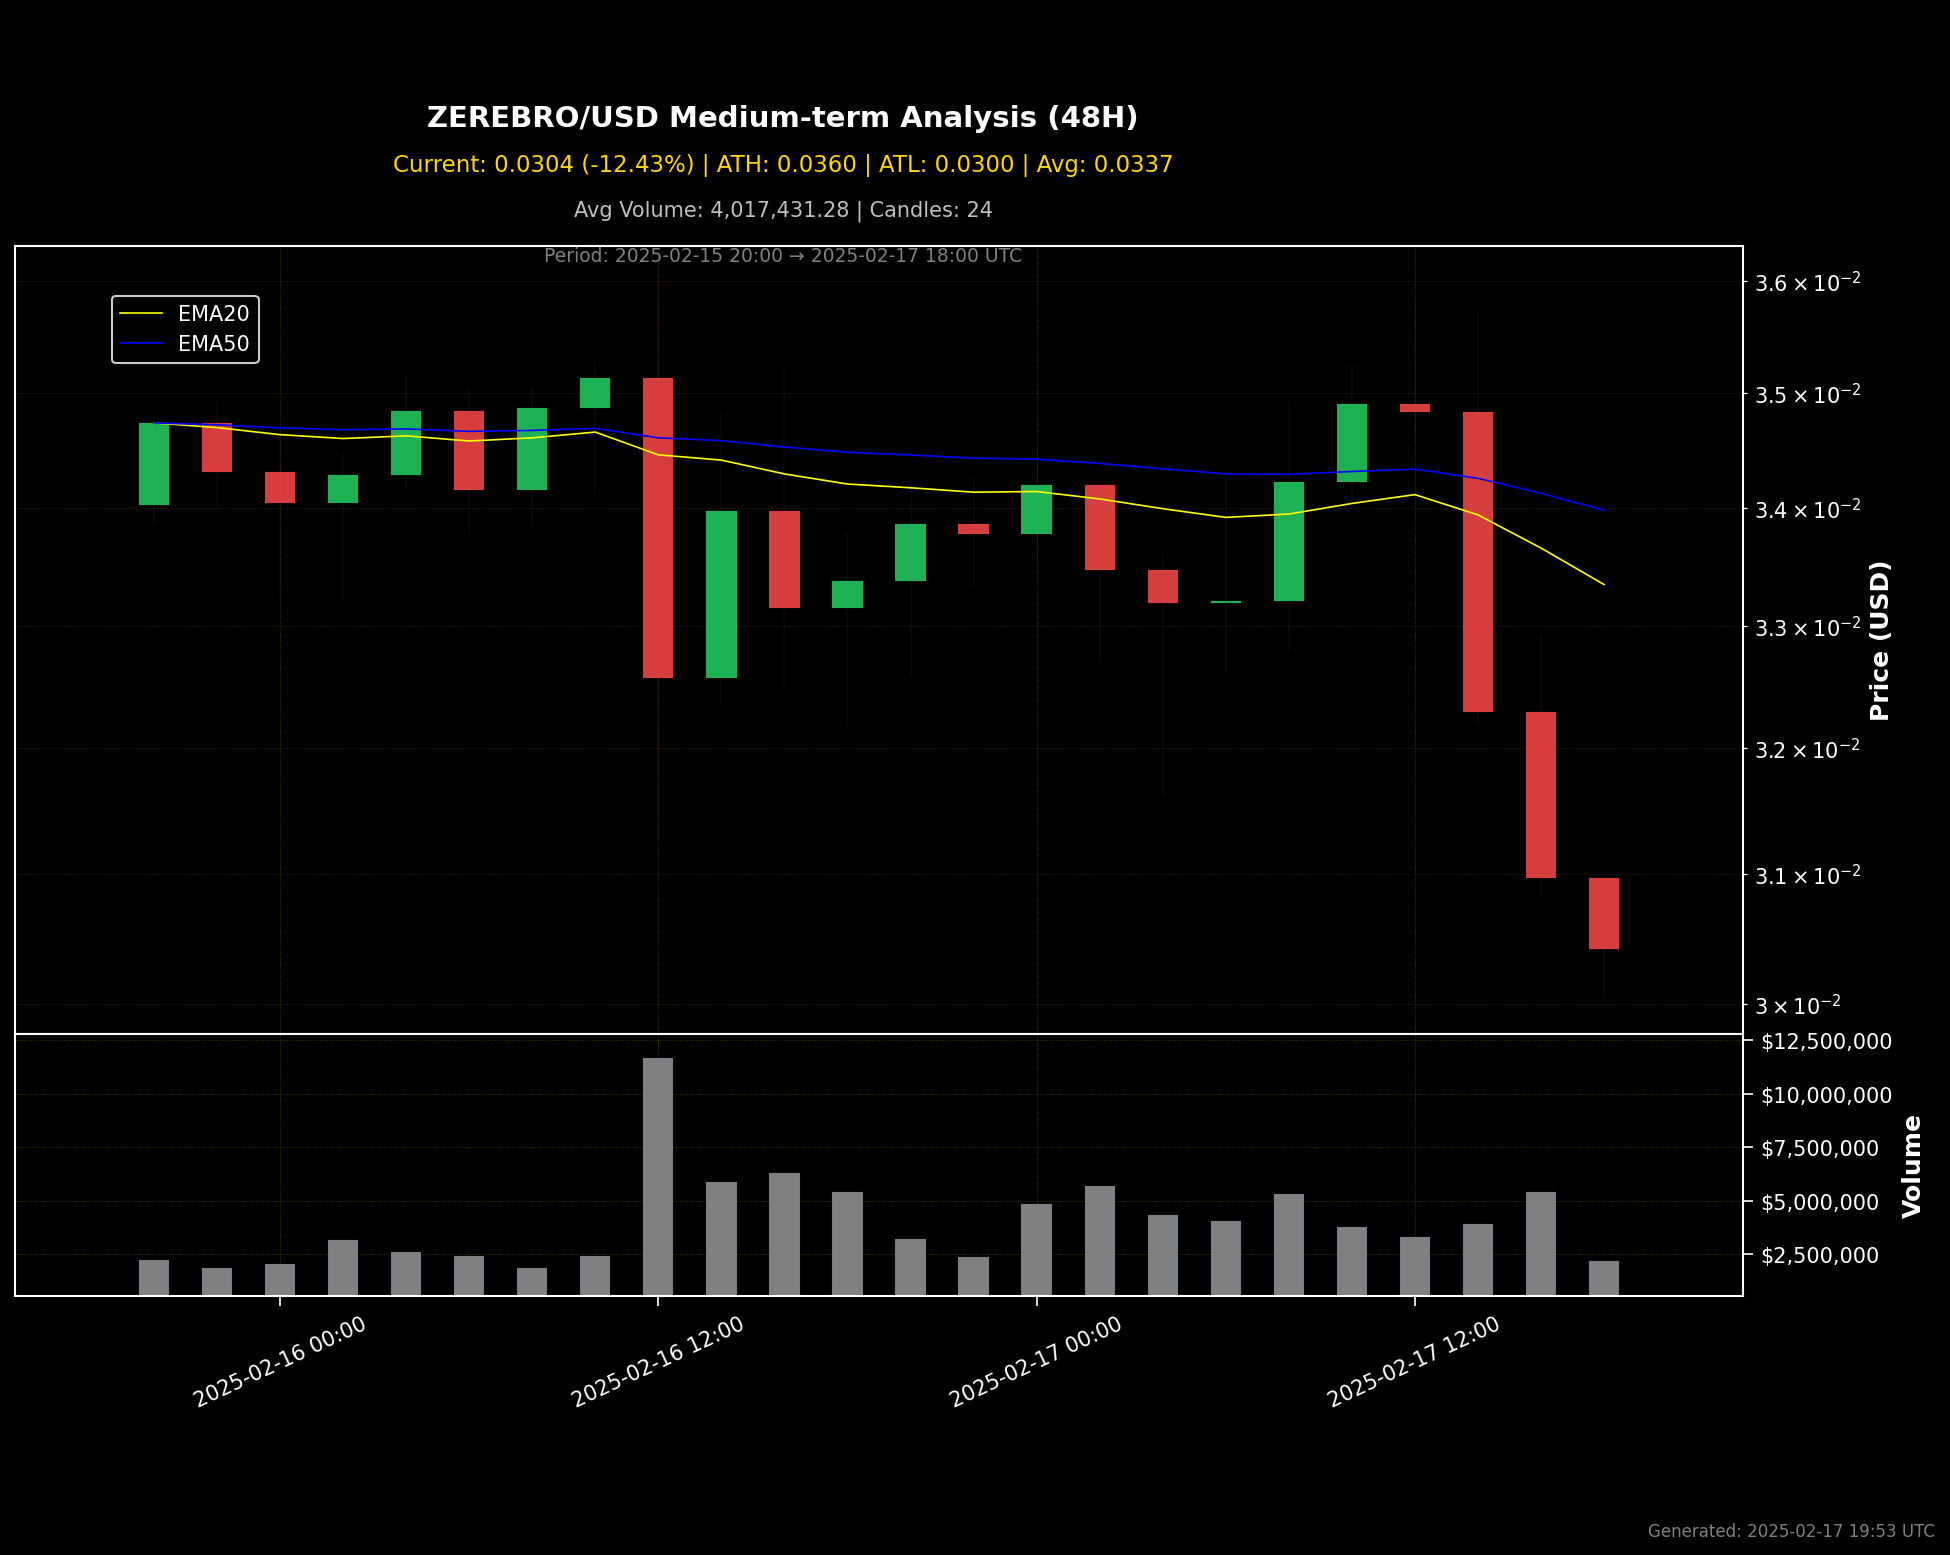 ZEREBRO/USD Medium-term Analysis (48H)
Current: 0.0304 (-12.43%) | ATH: 0.0360 | ATL: 0.0300 | Avg: 0.0337
Avg Volume: 4,017,431.28 | Candles: 24
Period: 2025-02-15 20:00 → 2025-02-17 18:00 UTC
EMA20
EMA50
3.6 × 10⁻²
3.5 × 10⁻²
3.4 × 10⁻²
3.3 × 10⁻²
3.2 × 10⁻²
3.1 × 10⁻²
3 × 10⁻²
Price (USD)
$12,500,000
$10,000,000
$7,500,000
$5,000,000
$2,500,000
Volume
2025-02-16 00:00
2025-02-16 12:00
2025-02-17 00:00
2025-02-17 12:00
Generated: 2025-02-17 19:53 UTC